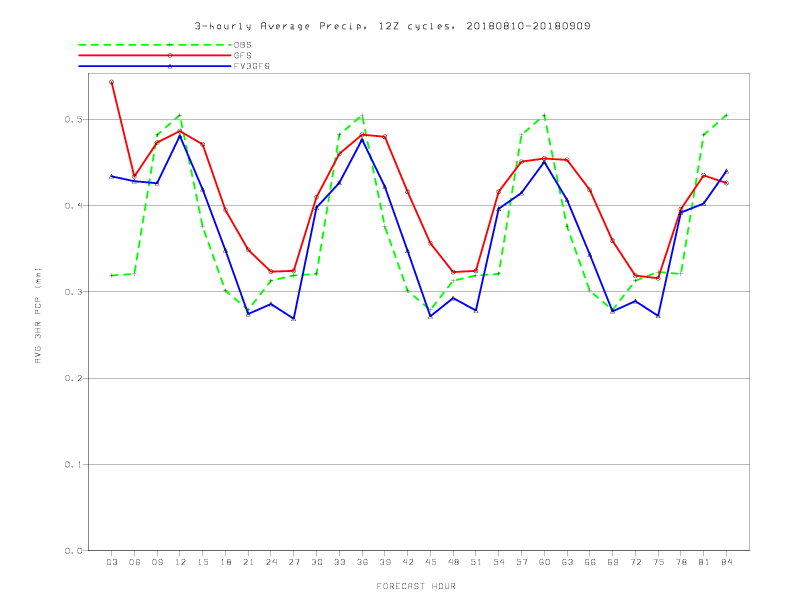 3-hourly Average Precip. 12Z cycles. 20180810-20180909
OBS
GFS
FV3GFS
0.5
0.4
0.3
0.2
0.1
0.0
AVG 3HR PCP (mm)
03 06 09 12 15 18 21 24 27 30 33 36 39 42 45 48 51 54 57 60 63 66 69 72 75 78 81 84
FORECAST HOUR